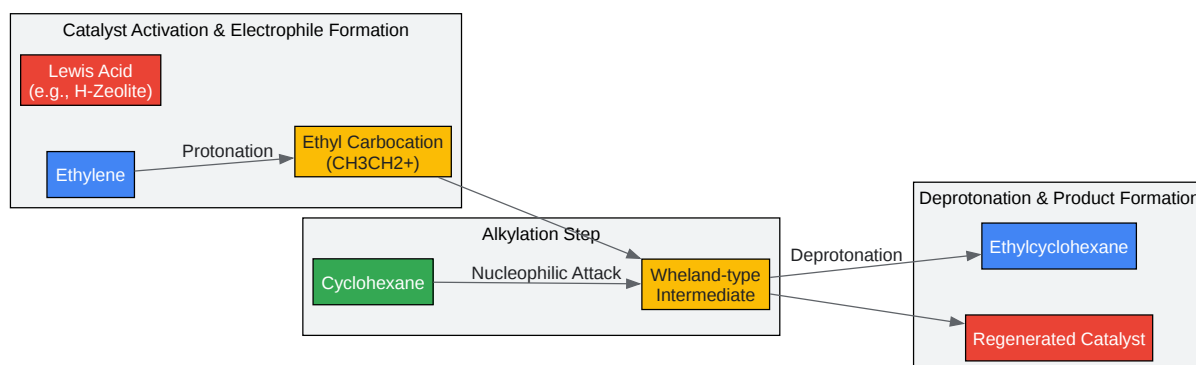 Catalyst Activation & Electrophile Formation
Lewis Acid
(e.g., H-Zeolite)
Protonation
Ethylene
Ethyl Carbocation
(CH3CH2+)
Alkylation Step
Cyclohexane
Nucleophilic Attack
Wheland-type
Intermediate
Deprotonation
Deprotonation & Product Formation
Ethylcyclohexane
Regenerated Catalyst